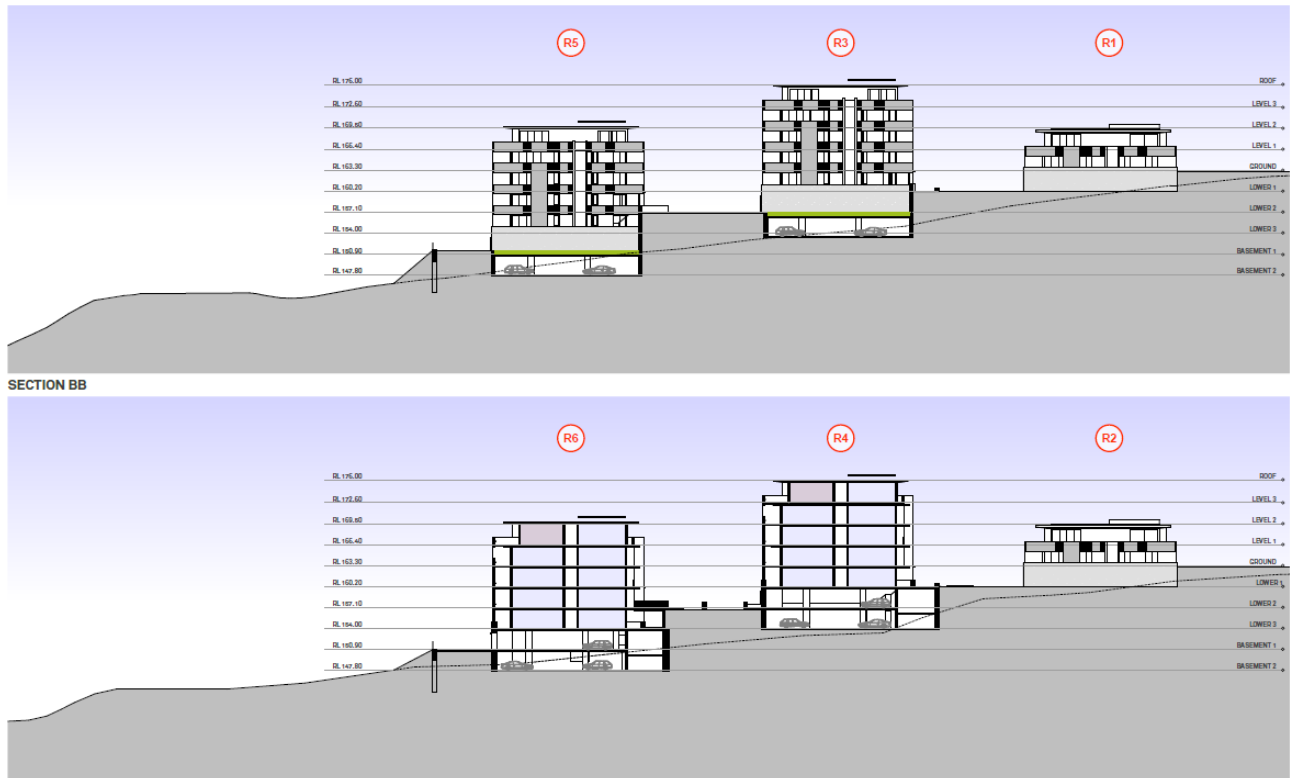 R5 R3 R1
RL 175.00 ROOF
RL 172.60 LEVEL 3
RL 169.60 LEVEL 2
RL 166.40 LEVEL 1
RL 163.30 GROUND
RL 160.20 LOWER 1
RL 157.10 LOWER 2
RL 154.00 LOWER 3
RL 150.90 BASEMENT 1
RL 147.80 BASEMENT 2
SECTION BB
R6 R4 R2
RL 175.00 ROOF
RL 172.60 LEVEL 3
RL 169.60 LEVEL 2
RL 166.40 LEVEL 1
RL 163.30 GROUND
RL 160.20 LOWER 1
RL 157.10 LOWER 2
RL 154.00 LOWER 3
RL 150.90 BASEMENT 1
RL 147.80 BASEMENT 2